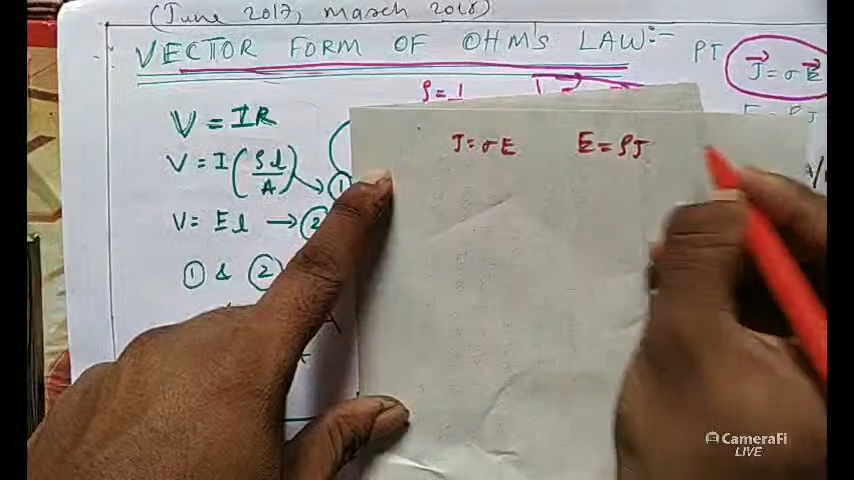 (June 2017, March 2018)
VECTOR FORM OF OHM'S LAW:- PT
J = σE
ρ = 1
V = IR
V = I (ρl/A) → 1
V = El → 2
1 & 2
J = σE E = ρJ
CameraFi
LIVE